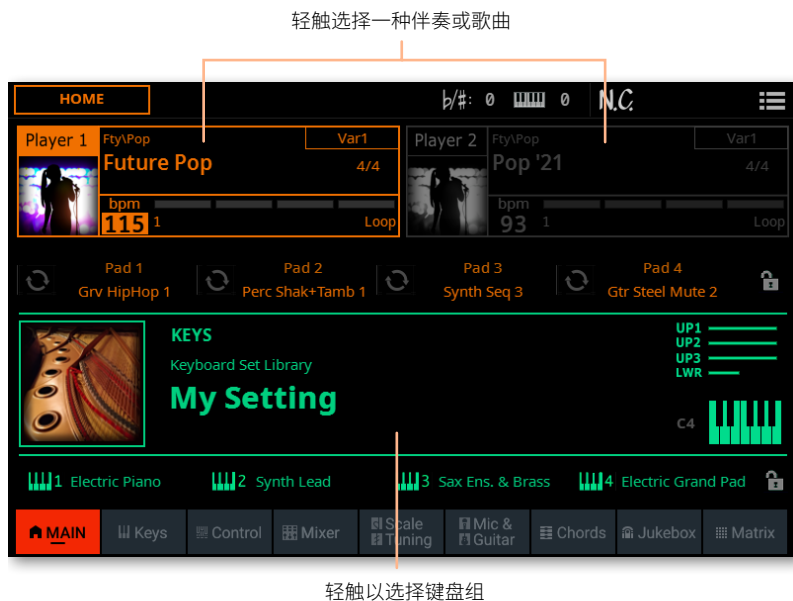 轻触选择一种伴奏或歌曲
HOME
♭/♯: 0 0 N.C.
Player 1 Fty\Pop Var1
Future Pop
4/4
bpm
115 1 Loop
Player 2 Fty\Pop Var1
Pop '21
4/4
bpm
93 1 Loop
Pad 1
Grv HipHop 1
Pad 2
Perc Shak+Tamb 1
Pad 3
Synth Seq 3
Pad 4
Gtr Steel Mute 2
KEYS
Keyboard Set Library
My Setting
UP1
UP2
UP3
LWR
C4
1 Electric Piano
2 Synth Lead
3 Sax Ens. & Brass
4 Electric Grand Pad
MAIN
Keys
Control
Mixer
Scale
Tuning
Mic &
Guitar
Chords
Jukebox
Matrix
轻触以选择键盘组